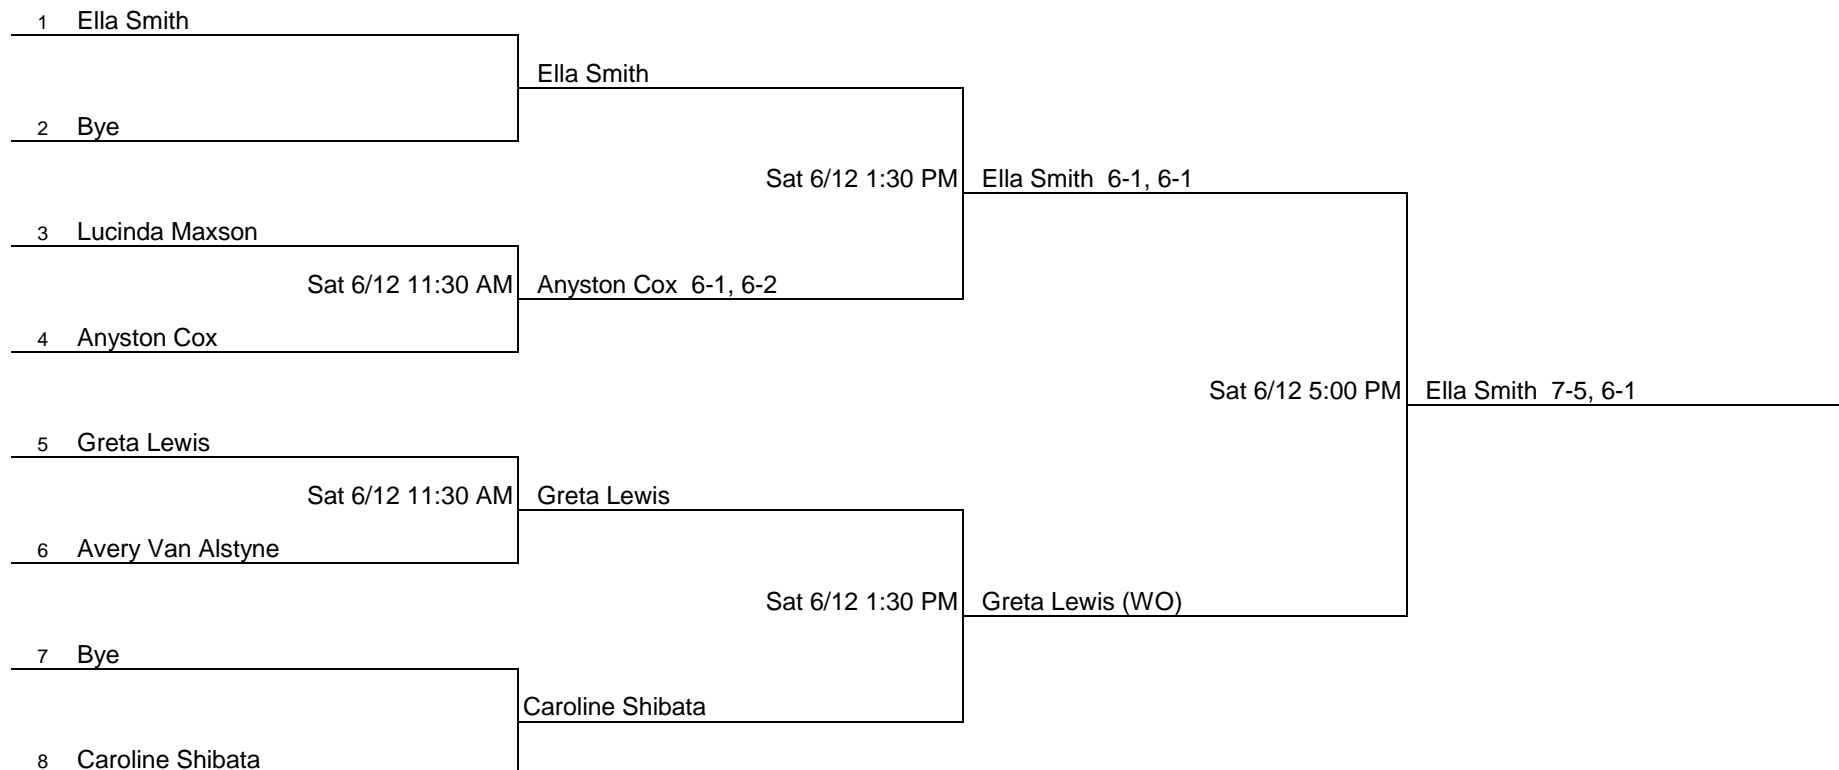 1 Ella Smith
Ella Smith
2 Bye
Sat 6/12 1:30 PM Ella Smith 6-1, 6-1
3 Lucinda Maxson
Sat 6/12 11:30 AM Anyston Cox 6-1, 6-2
4 Anyston Cox
Sat 6/12 5:00 PM Ella Smith 7-5, 6-1
5 Greta Lewis
Sat 6/12 11:30 AM Greta Lewis
6 Avery Van Alstyne
Sat 6/12 1:30 PM Greta Lewis (WO)
7 Bye
Caroline Shibata
8 Caroline Shibata